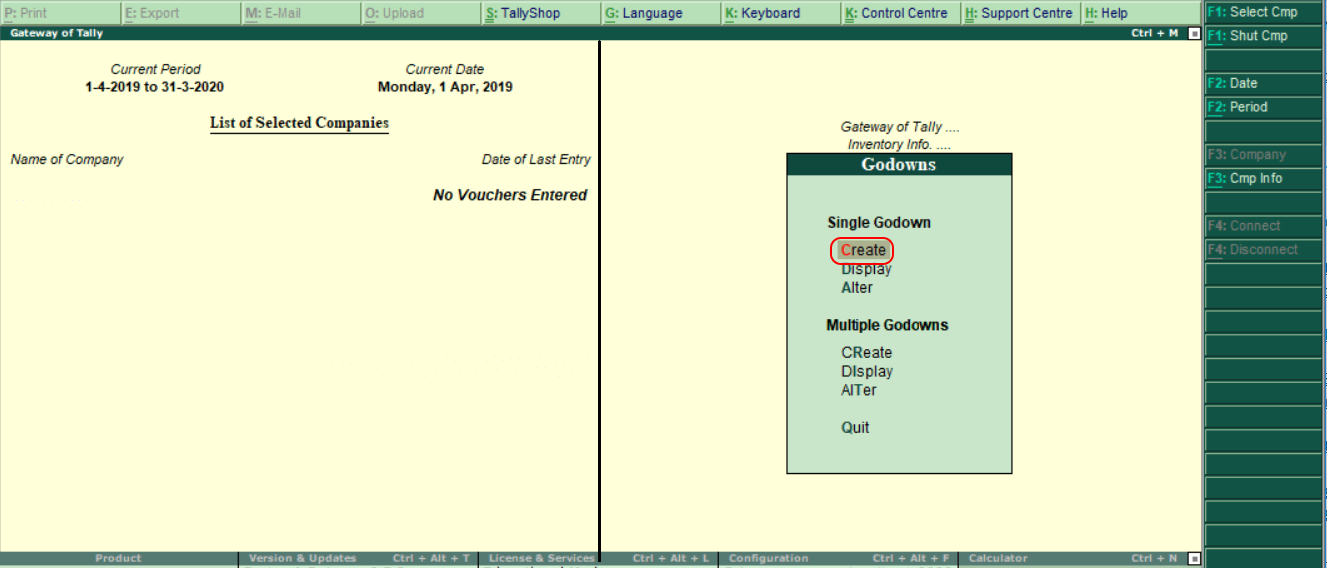 P: Print E: Export M: E-Mail O: Upload S: TallyShop G: Language K: Keyboard K: Control Centre H: Support Centre H: Help
Gateway of Tally Ctrl + M
Current Period Current Date
1-4-2019 to 31-3-2020 Monday, 1 Apr, 2019
List of Selected Companies
Name of Company Date of Last Entry
No Vouchers Entered
Gateway of Tally ....
Inventory Info. ....
Godowns
Single Godown
Create
Display
Alter
Multiple Godowns
CReate
DIsplay
AlTer
Quit
F1: Select Cmp
F1: Shut Cmp
F2: Date
F2: Period
F3: Company
F3: Cmp Info
F4: Connect
F4: Disconnect
Product Version & Updates Ctrl + Alt + T License & Services Ctrl + Alt + L Configuration Ctrl + Alt + F Calculator Ctrl + N